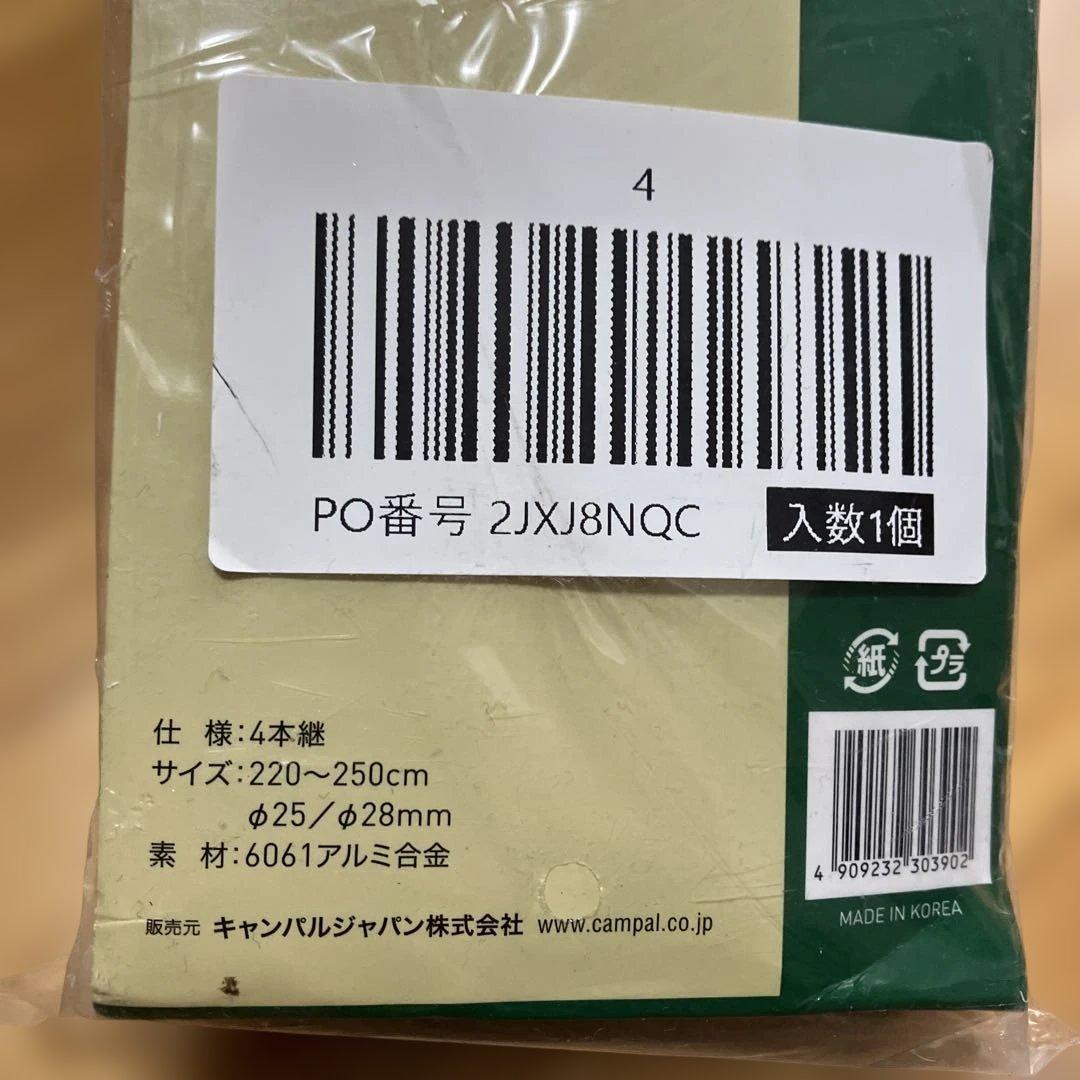 4
PO番号 2JXJ8NQC
入数1個
紙
プラ
仕 様:4本継
サイズ:220〜250cm
φ25/φ28mm
素 材:6061アルミ合金
4 909232 303902
MADE IN KOREA
販売元 キャンパルジャパン株式会社 www.campal.co.jp